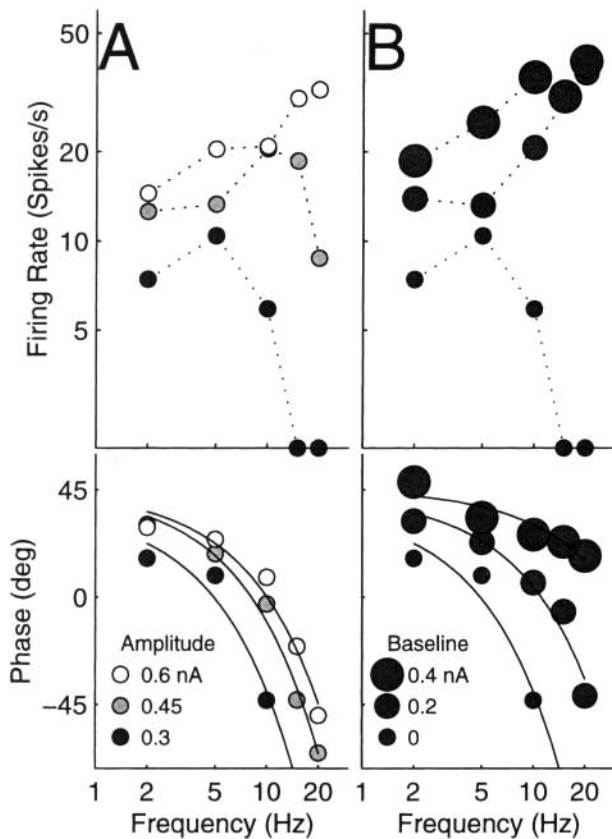 A
B
Firing Rate (Spikes/s)
50
20
10
5
Phase (deg)
45
0
−45
Amplitude
0.6 nA
0.45
0.3
Baseline
0.4 nA
0.2
0
1 2 5 10 20
1 2 5 10 20
Frequency (Hz)
Frequency (Hz)